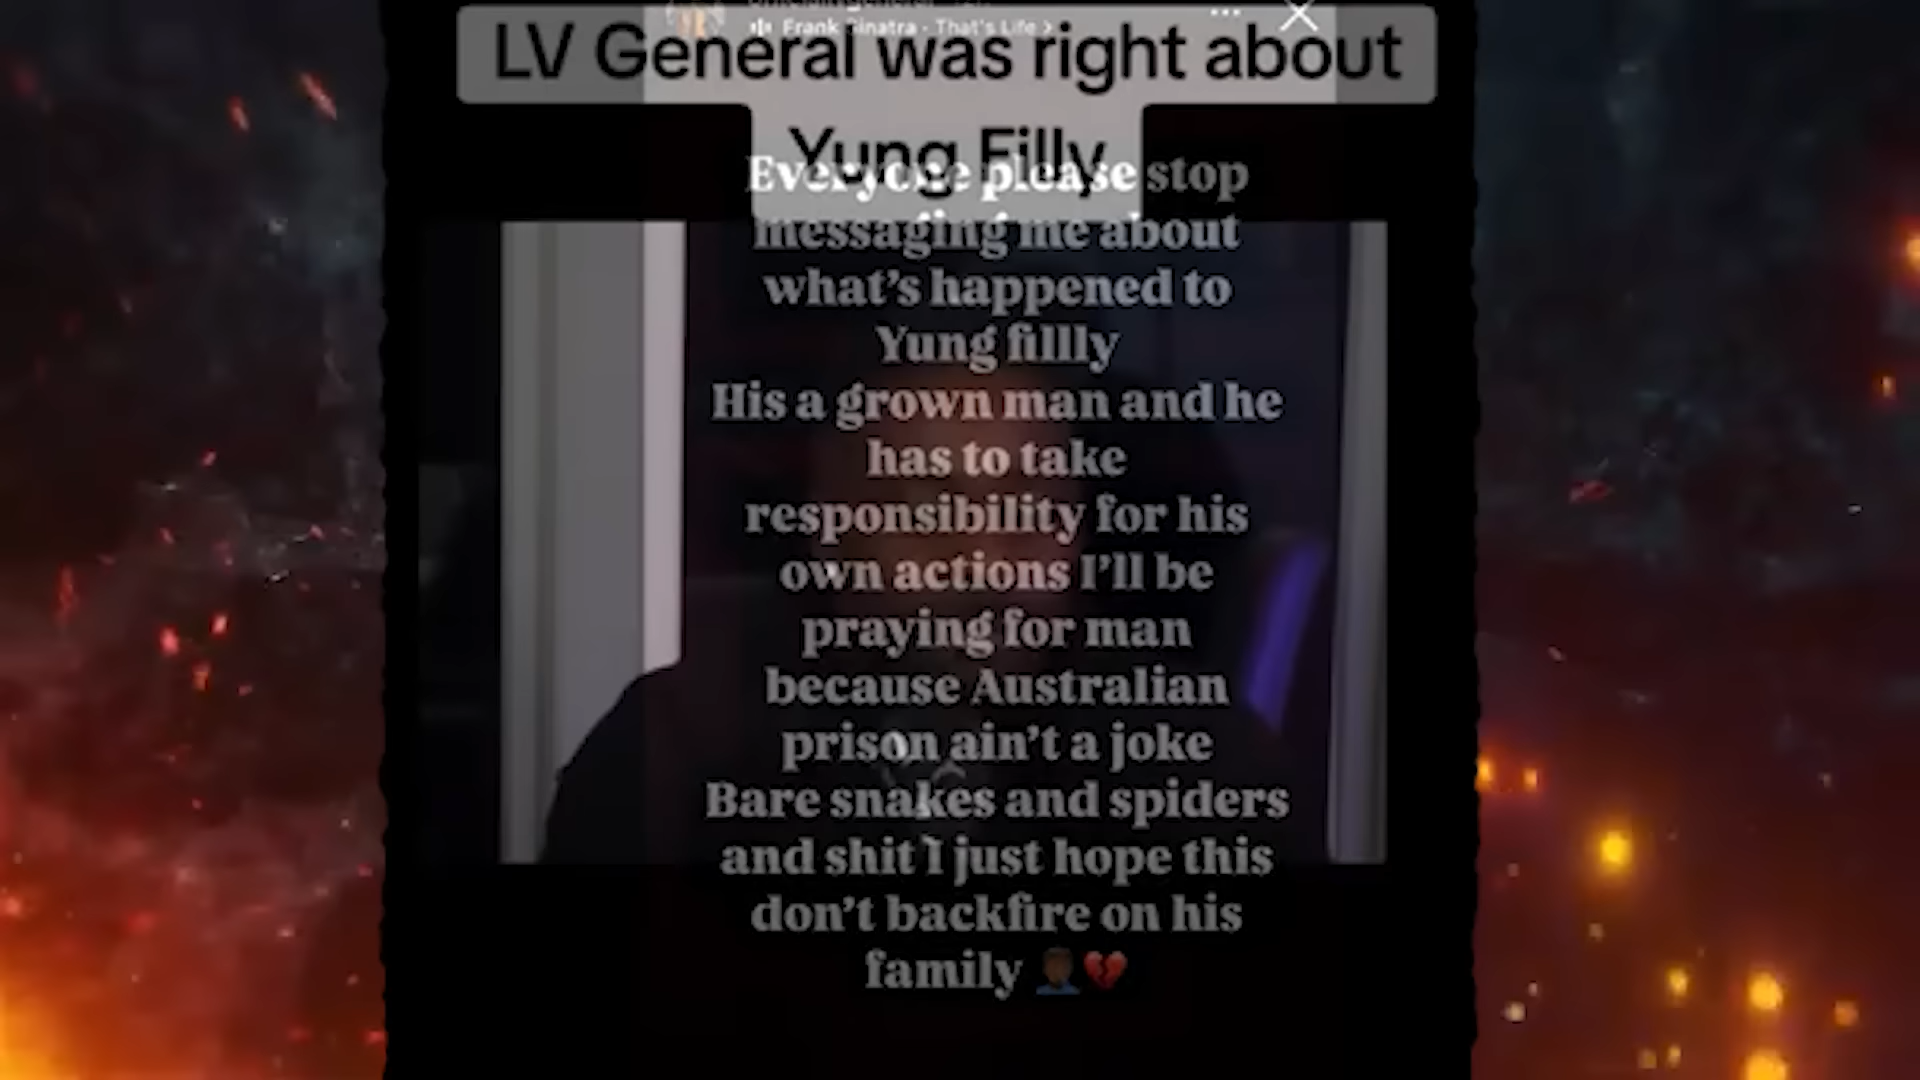 Frank Sinatra - That's Life >
LV General was right about
Yung Filly
Everyone please stop
messaging me about
what's happened to
Yung fillly
His a grown man and he
has to take
responsibility for his
own actions I'll be
praying for man
because Australian
prison ain't a joke
Bare snakes and spiders
and shit I just hope this
don't backfire on his
family 🤦🏾‍♂️💔